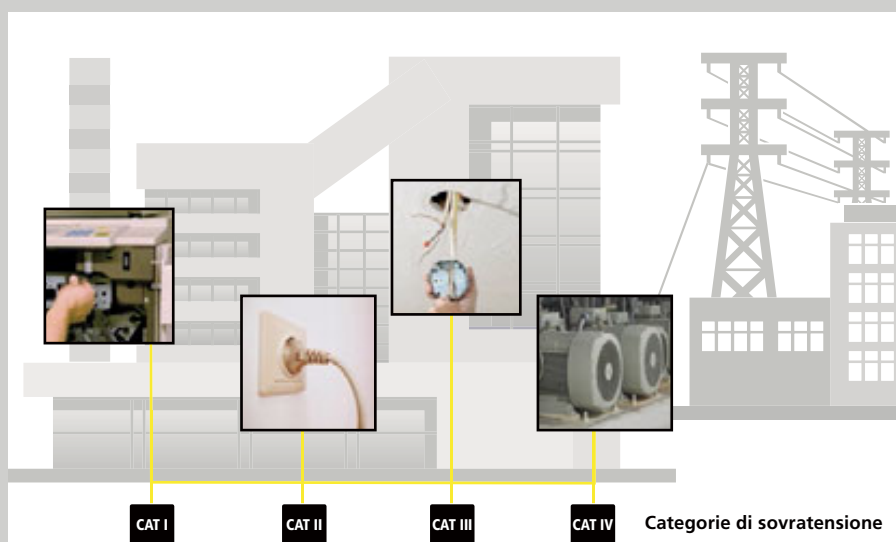 CAT I
CAT II
CAT III
CAT IV
Categorie di sovratensione